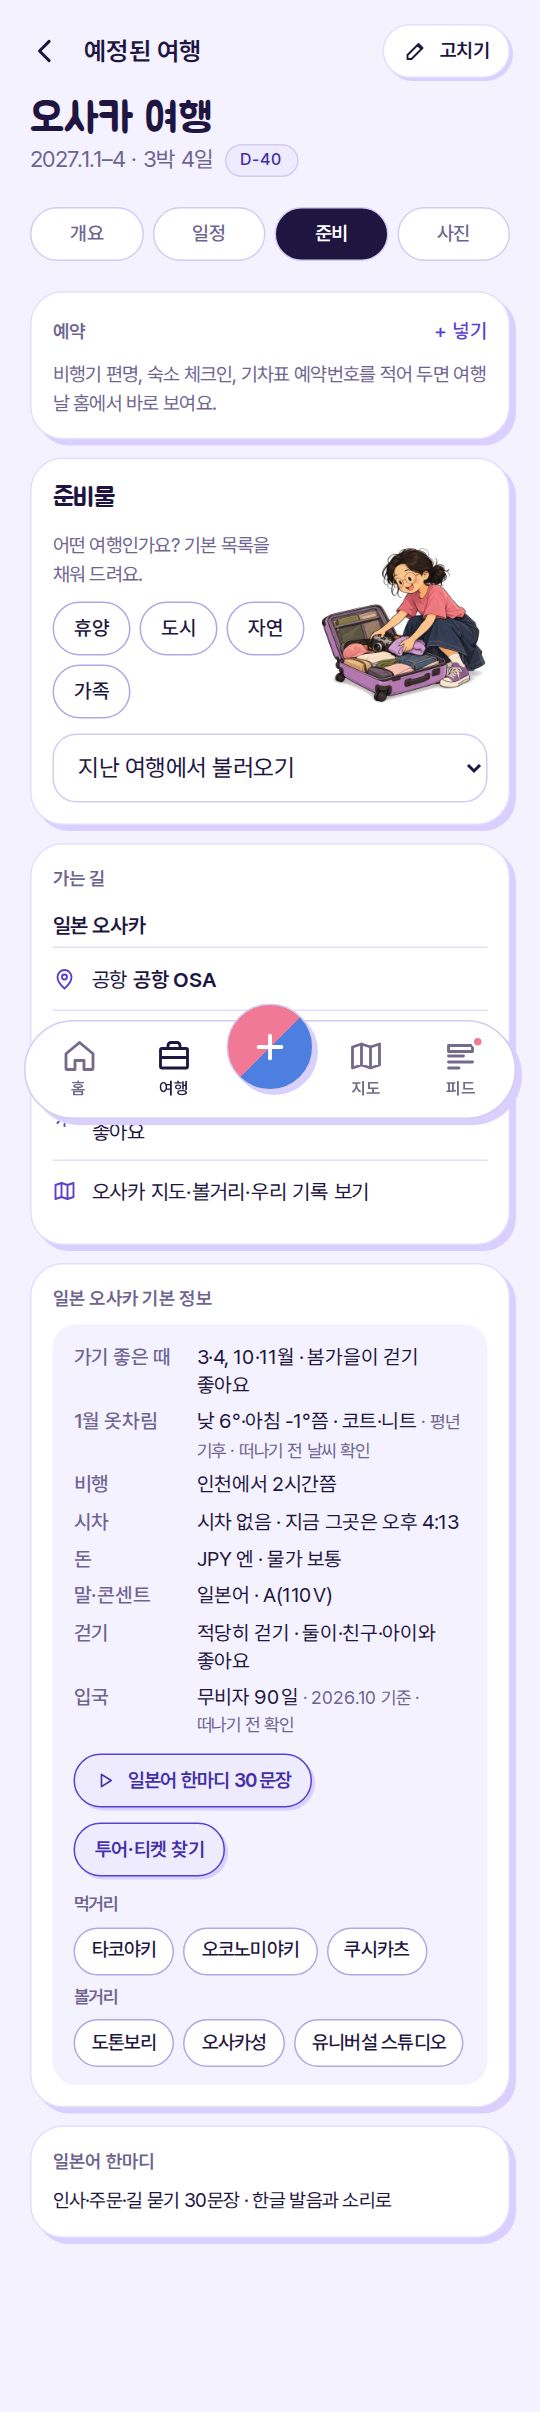 예정된 여행
고치기
오사카 여행
2027.1.1–4 · 3박 4일
D-40
개요
일정
준비
사진
예약
+ 넣기
비행기 편명, 숙소 체크인, 기차표 예약번호를 적어 두면 여행
날 홈에서 바로 보여요.
준비물
어떤 여행인가요? 기본 목록을
채워 드려요.
휴양
도시
자연
가족
지난 여행에서 불러오기
가는 길
일본 오사카
공항 공항 OSA
홈
여행
지도
피드
좋아요
오사카 지도·볼거리·우리 기록 보기
일본 오사카 기본 정보
가기 좋은 때
3·4, 10·11월 · 봄가을이 걷기
좋아요
1월 옷차림
낮 6°·아침 -1°쯤 · 코트·니트 · 평년
기후 · 떠나기 전 날씨 확인
비행
인천에서 2시간쯤
시차
시차 없음 · 지금 그곳은 오후 4:13
돈
JPY 엔 · 물가 보통
말·콘센트
일본어 · A(110V)
걷기
적당히 걷기 · 둘이·친구·아이와
좋아요
입국
무비자 90일 · 2026.10 기준 ·
떠나기 전 확인
일본어 한마디 30문장
투어·티켓 찾기
먹거리
타코야키
오코노미야키
쿠시카츠
볼거리
도톤보리
오사카성
유니버설 스튜디오
일본어 한마디
인사·주문·길 묻기 30문장 · 한글 발음과 소리로